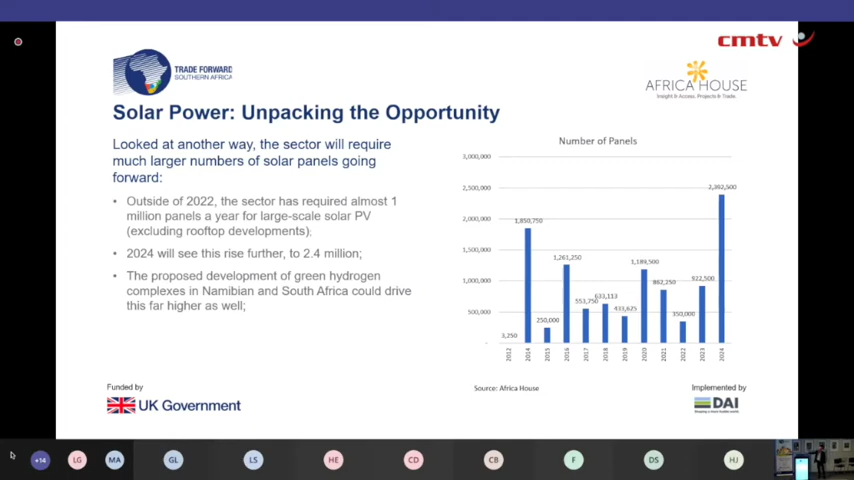 cmtv
TRADE FORWARD
SOUTHERN AFRICA
AFRICA HOUSE
Insight & Access, Projects & Trade.
Solar Power: Unpacking the Opportunity
Looked at another way, the sector will require
much larger numbers of solar panels going
forward:
• Outside of 2022, the sector has required almost 1
million panels a year for large-scale solar PV
(excluding rooftop developments);
• 2024 will see this rise further, to 2.4 million;
• The proposed development of green hydrogen
complexes in Namibian and South Africa could drive
this far higher as well;
Number of Panels
3,000,000
2,500,000
2,000,000
1,500,000
1,000,000
500,000
-
3,250
1,850,750
250,000
1,261,250
553,750
633,113
433,625
1,189,500
862,250
350,000
922,500
2,392,500
2012
2014
2015
2016
2017
2018
2019
2020
2021
2022
2023
2024
Source: Africa House
Funded by
UK Government
Implemented by
DAI
+14
LG
MA
GL
LS
HE
CD
CB
F
DS
HJ